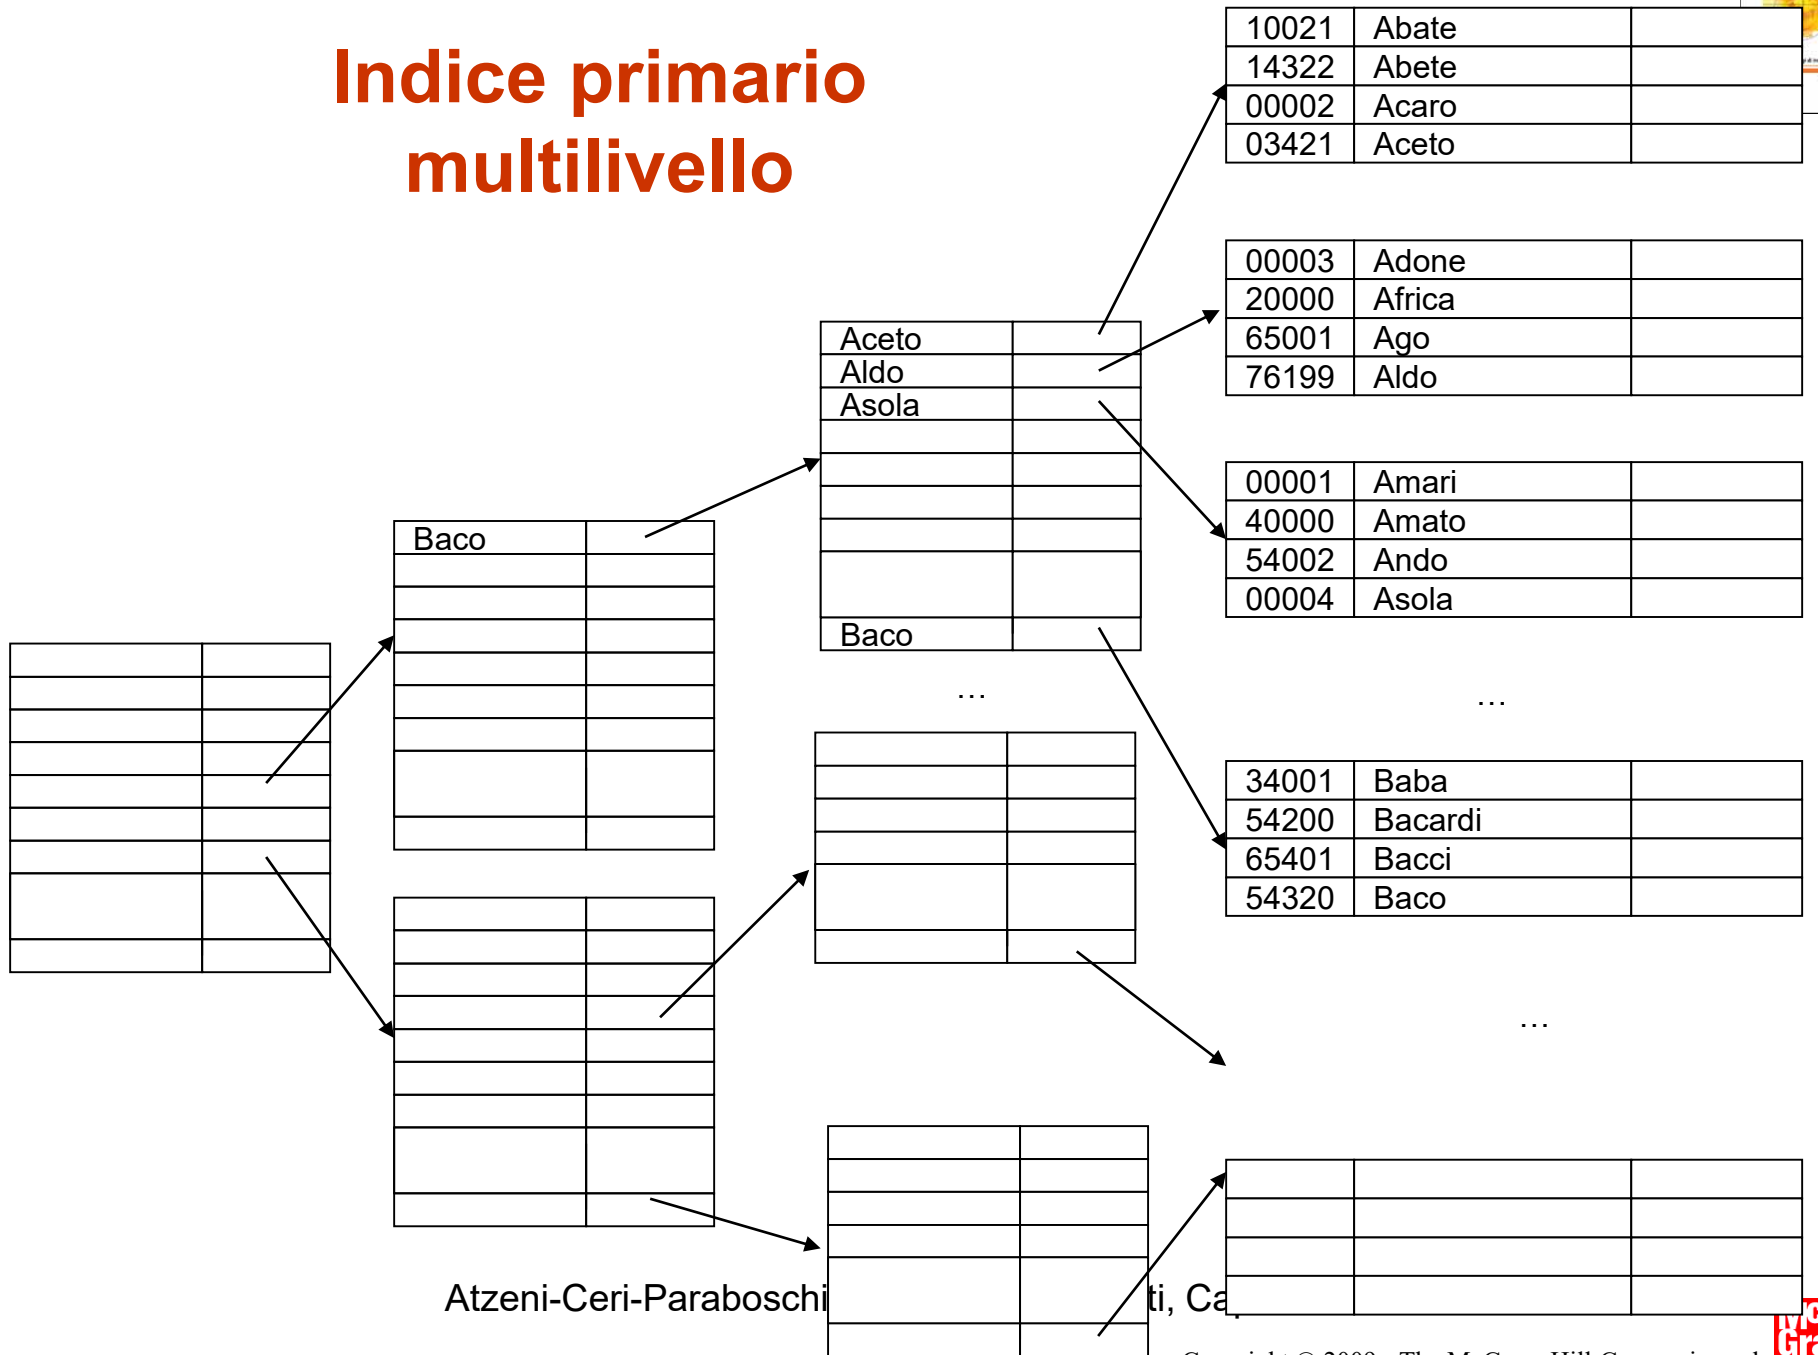 Indice primario
multilivello
10021 Abate
14322 Abete
00002 Acaro
03421 Aceto
00003 Adone
20000 Africa
65001 Ago
76199 Aldo
Aceto
Aldo
Asola
Baco
...
00001 Amari
40000 Amato
54002 Ando
00004 Asola
...
Baco
34001 Baba
54200 Bacardi
65401 Bacci
54320 Baco
...
Atzeni-Ceri-Paraboschi